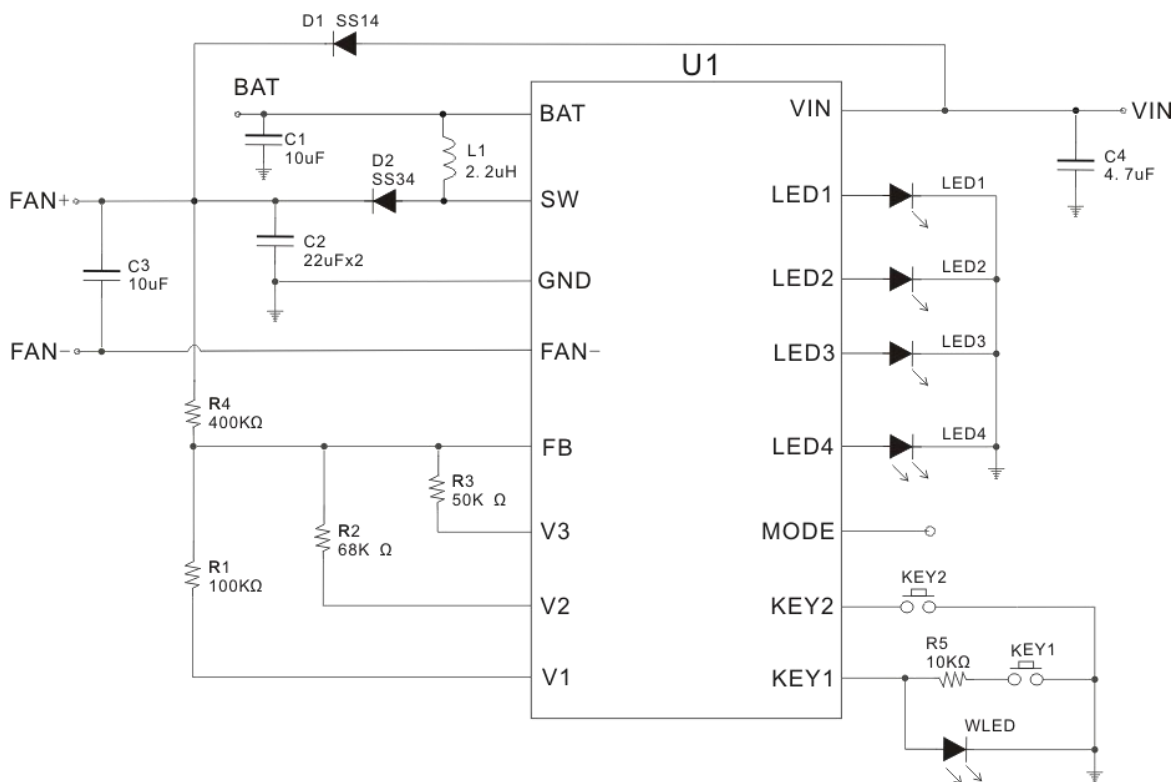 D1 SS14
U1
BAT
BAT
VIN
VIN
C1
10uF
L1
2.2uH
C4
4.7uF
D2
SS34
FAN+
SW
LED1
LED1
C2
22uFx2
C3
10uF
GND
LED2
LED2
FAN-
FAN-
LED3
LED3
R4
400KΩ
FB
LED4
LED4
R3
50K Ω
V3
MODE
R2
68K Ω
R1
100KΩ
V2
KEY2
KEY2
V1
KEY1
R5
10KΩ
KEY1
WLED